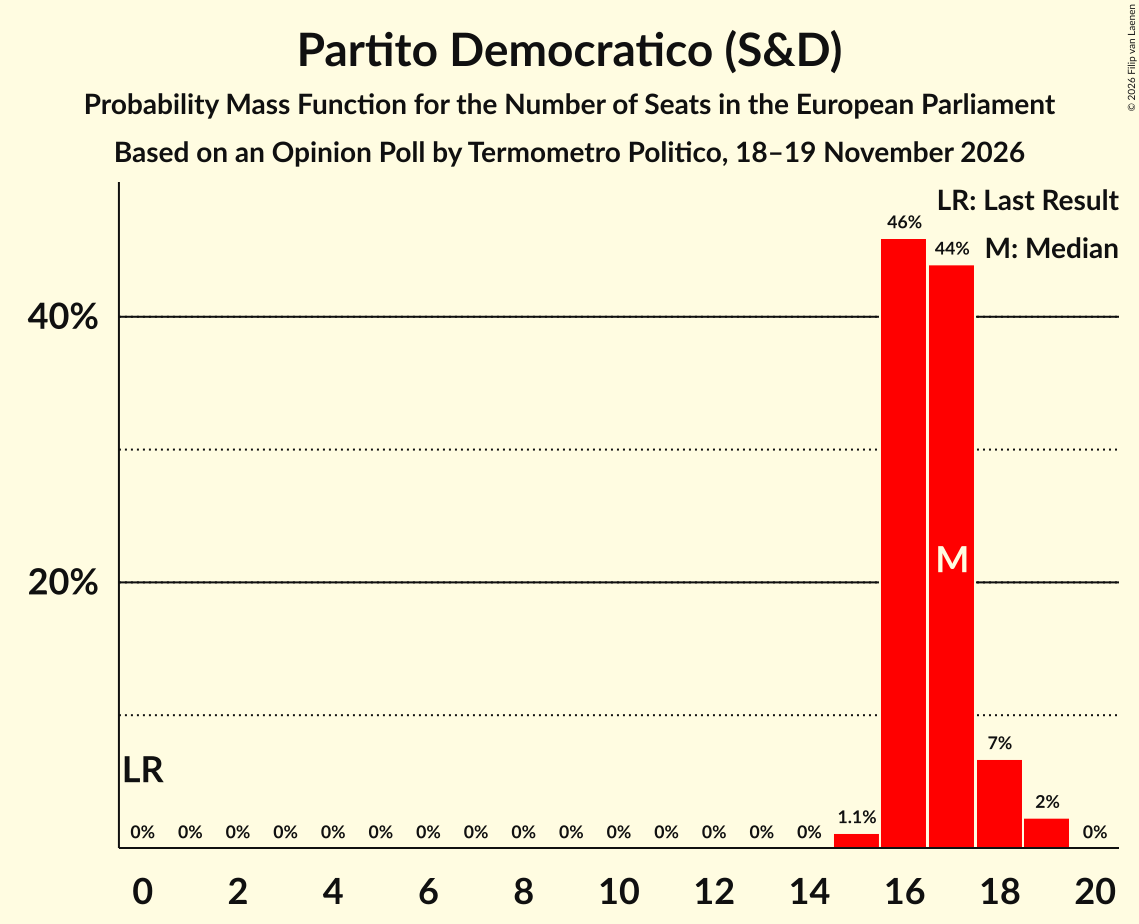 Partito Democratico (S&D)
Probability Mass Function for the Number of Seats in the European Parliament
Based on an Opinion Poll by Termometro Politico, 18–19 November 2026
© 2026 Filip van Laenen
LR: Last Result
M: Median
46%
44%
40%
20%
M
LR
7%
2%
1.1%
0% 0% 0% 0% 0% 0% 0% 0% 0% 0% 0% 0% 0% 0% 0% 0%
0 2 4 6 8 10 12 14 16 18 20